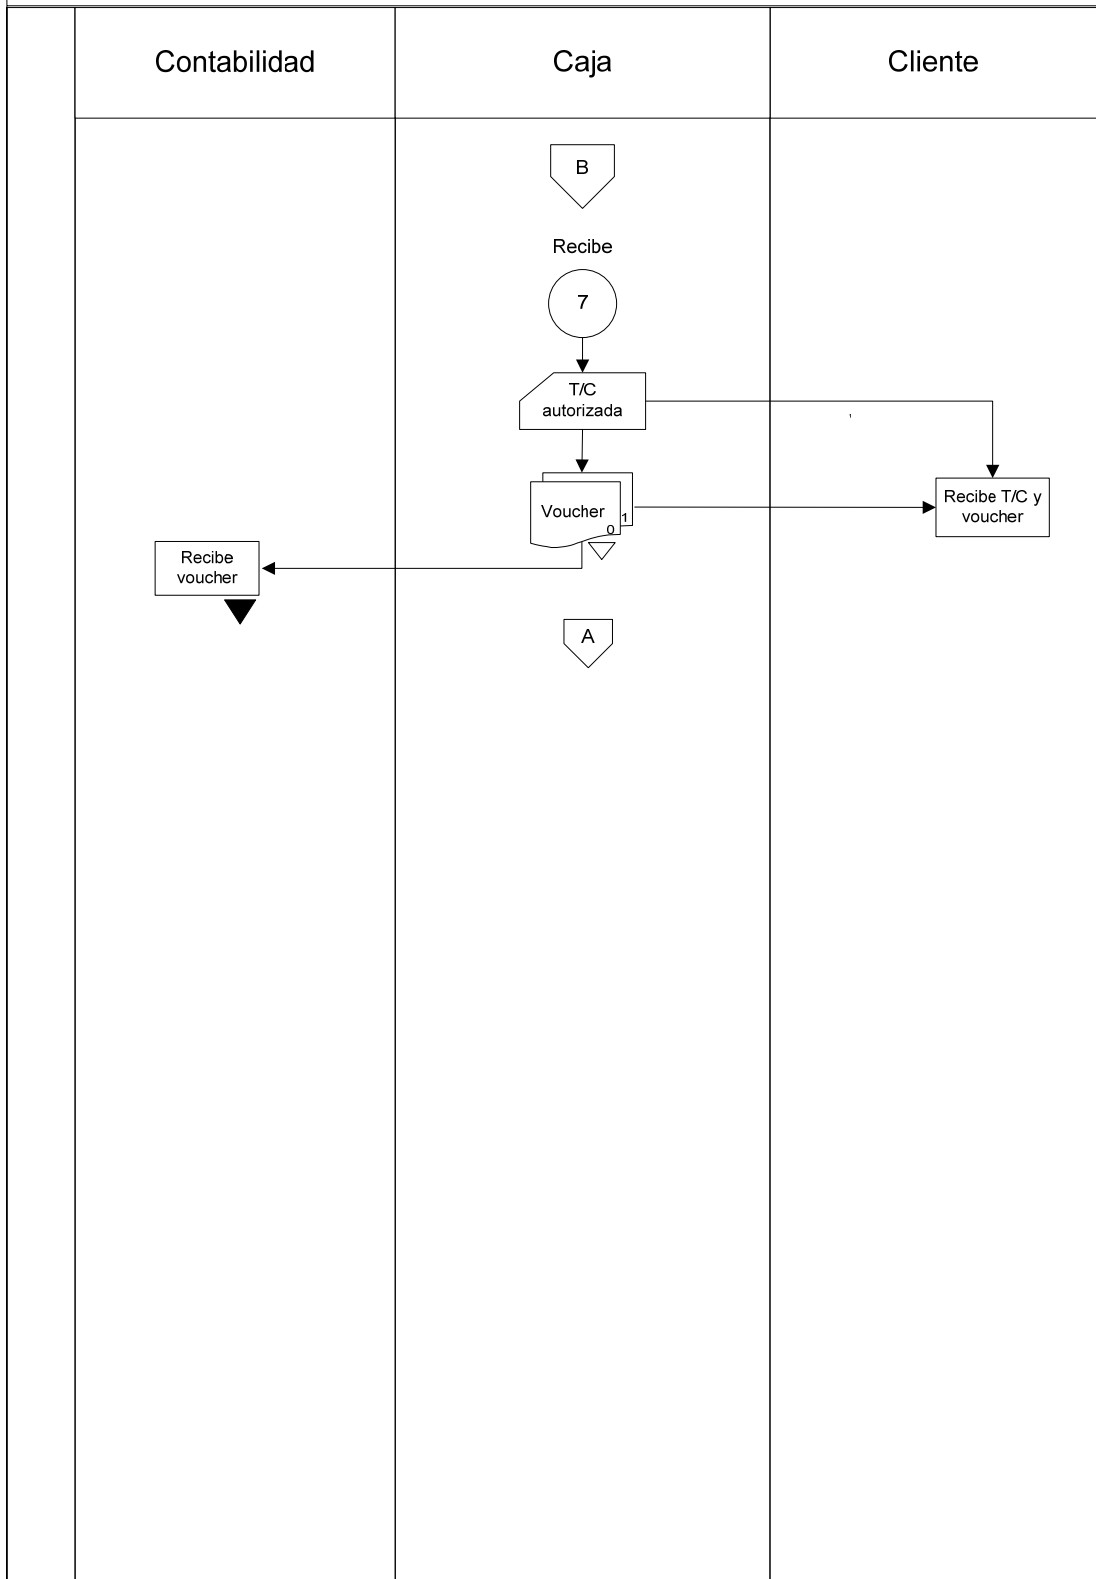 Contabilidad
Caja
Cliente
B
Recibe
7
T/C
autorizada
Voucher
0
1
Recibe T/C y
voucher
Recibe
voucher
A